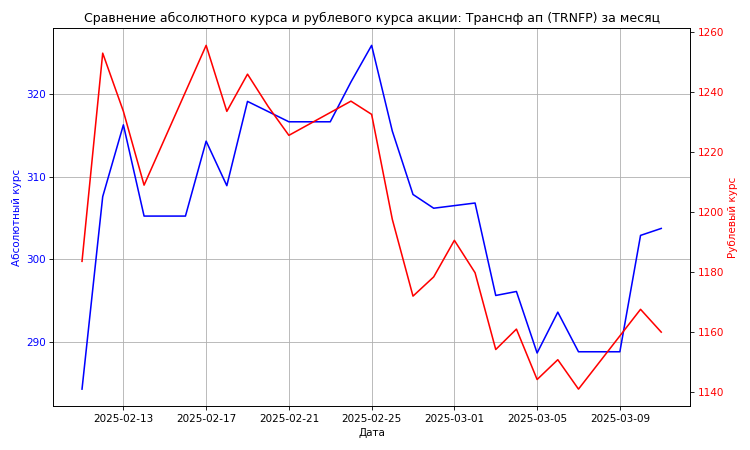 Сравнение абсолютного курса и рублевого курса акции: Транснф ап (TRNFP) за месяц
Абсолютный курс
320
310
300
290
1260
1240
1220
1200
1180
1160
1140
Рублевый курс
2025-02-13 2025-02-17 2025-02-21 2025-02-25 2025-03-01 2025-03-05 2025-03-09
Дата